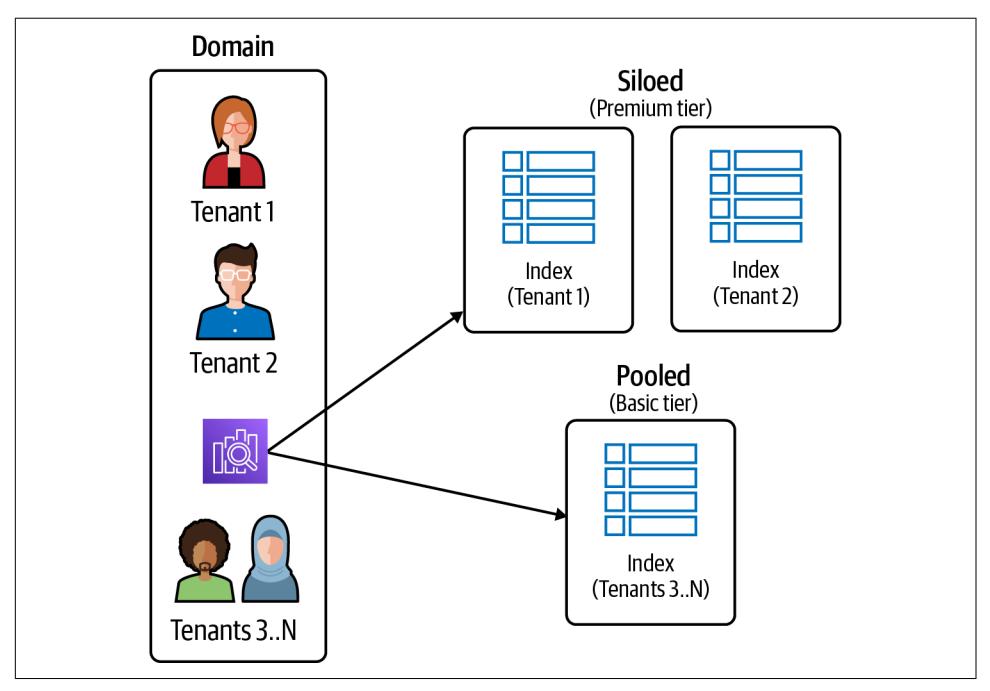 Domain
Tenant 1
Tenant 2
Tenants 3..N
Siloed
(Premium tier)
Index
(Tenant 1)
Index
(Tenant 2)
Pooled
(Basic tier)
Index
(Tenants 3..N)